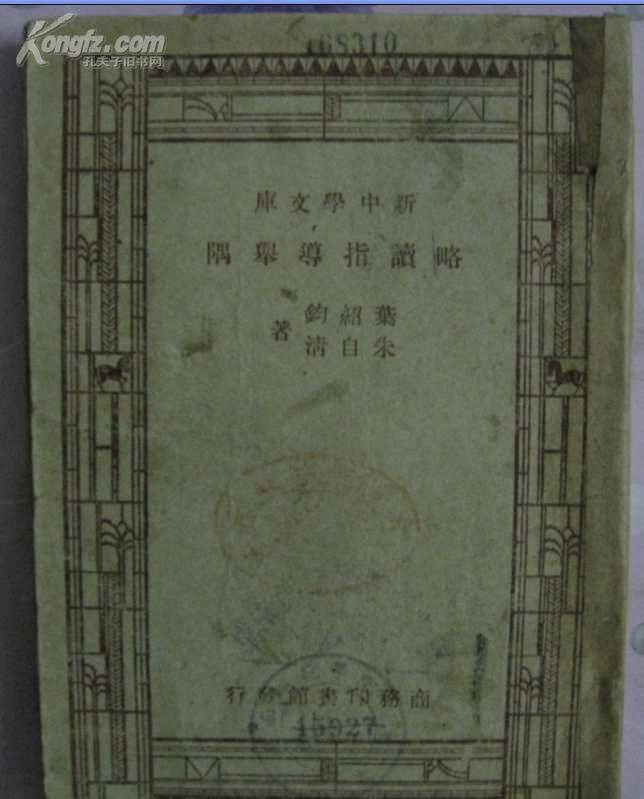 Kongfz.com
孔夫子旧书网
168310
新中學文庫
略讀指導舉隅
葉紹鈞
朱自清
著
商務印書館發行
15927